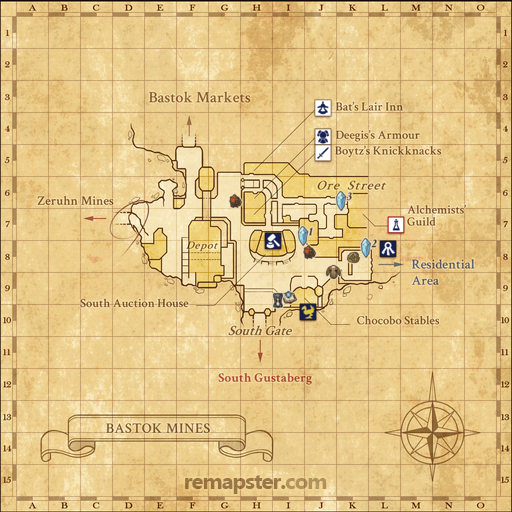 A B C D E F G H I J K L M N O
1
2
3
4
5
6
7
8
9
10
11
12
13
14
15
1
2
3
4
5
6
7
8
9
10
11
12
13
14
15
Bastok Markets
Bat's Lair Inn
Deegis's Armour
Boytz's Knickknacks
Ore Street
3
Zeruhn Mines
Alchemists'
Guild
1
2
Depot
Residential
Area
South Auction House
Chocobo Stables
South Gate
South Gustaberg
BASTOK MINES
remapster.com
A B C D E F G H I J K L M N O